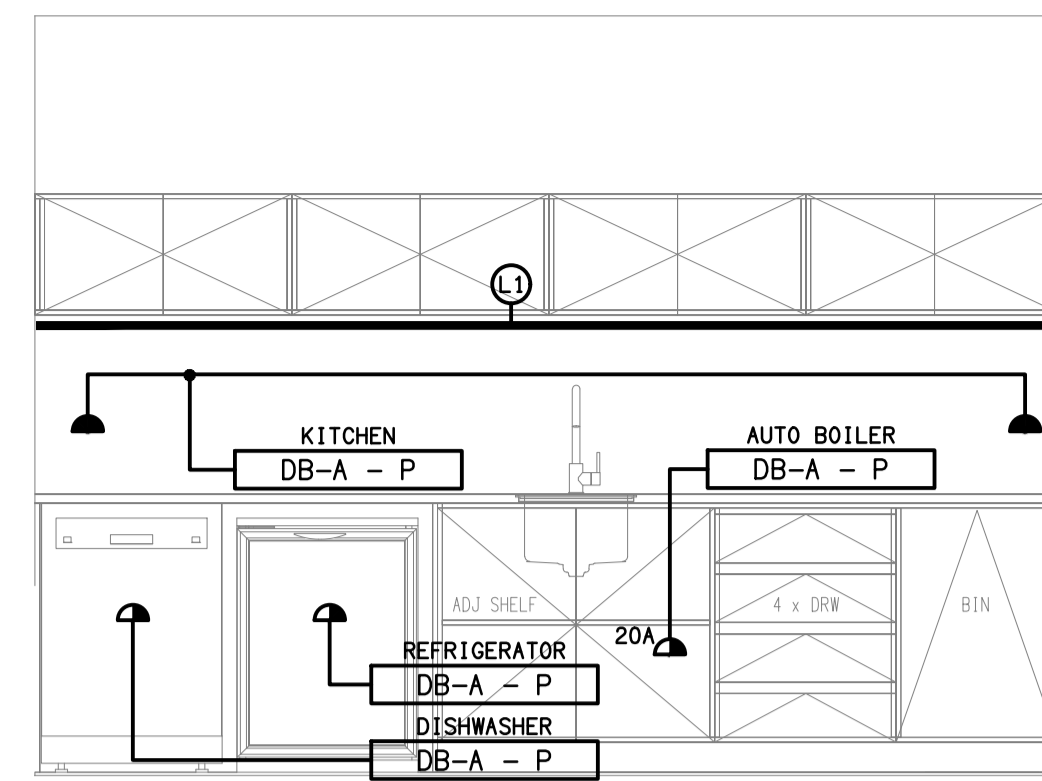 L1
KITCHEN
DB-A - P
AUTO BOILER
DB-A - P
ADJ SHELF
4 x DRW
BIN
20A
REFRIGERATOR
DB-A - P
DISHWASHER
DB-A - P